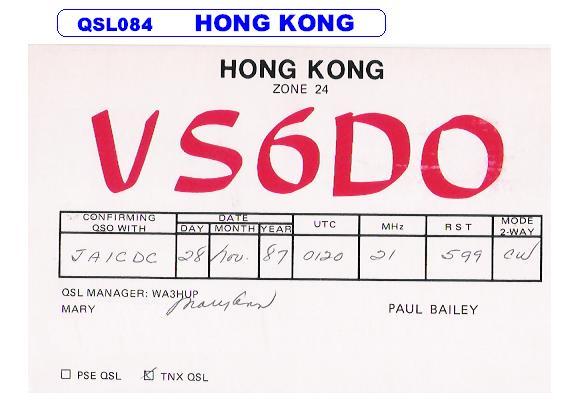 QSL084 HONG KONG
HONG KONG
ZONE 24
VS6DO
CONFIRMING QSO WITH DATE DAY MONTH YEAR UTC MHz RST MODE 2-WAY
JA1CDC 28 Nov. 87 0120 21 599 CW
QSL MANAGER: WA3HUP
MARY Mary Ann PAUL BAILEY
PSE QSL TNX QSL